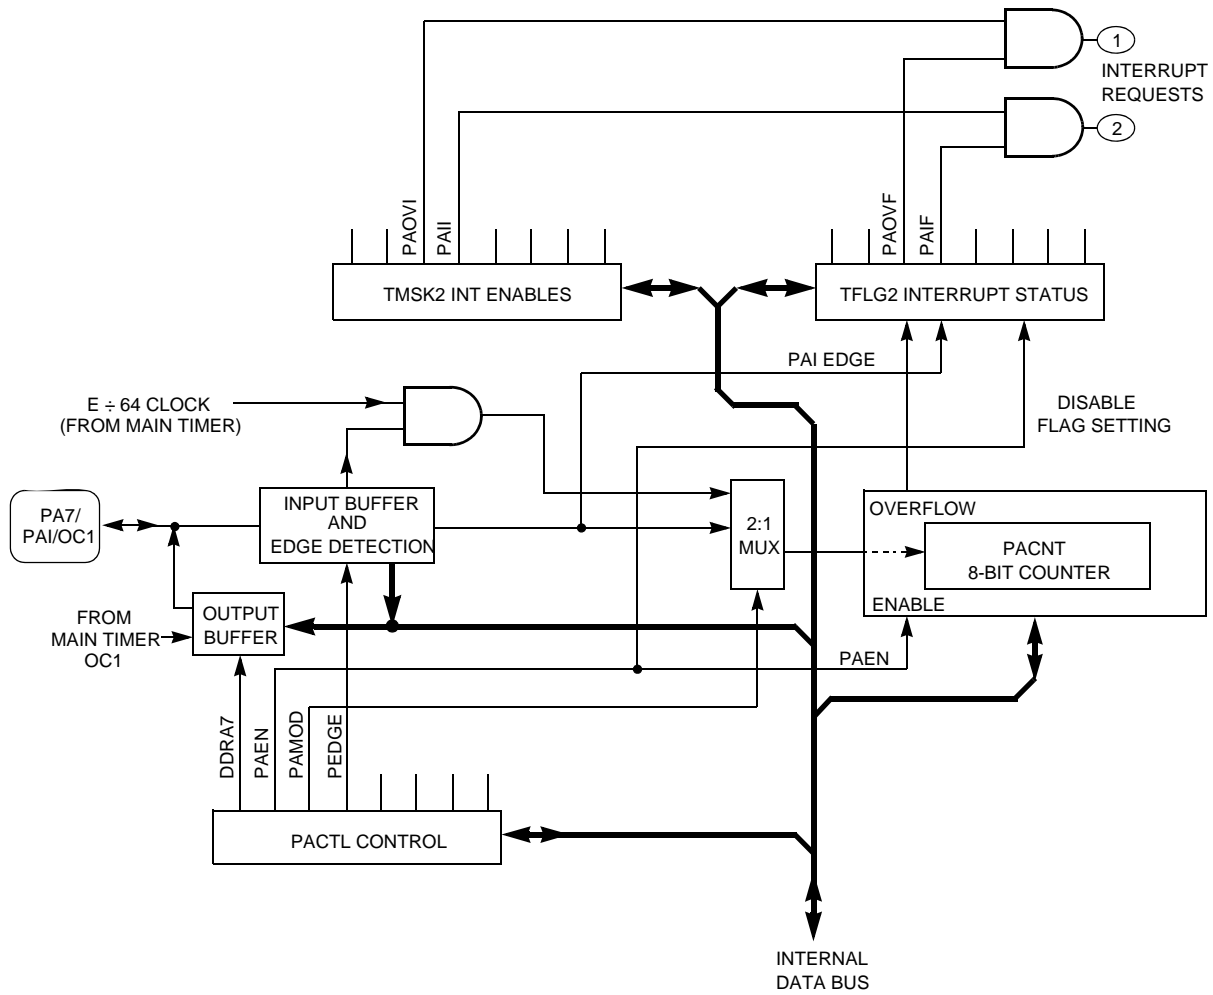 1
INTERRUPT
REQUESTS
2
PAOVI
PAII
PAOVF
PAIF
TMSK2 INT ENABLES
TFLG2 INTERRUPT STATUS
PAI EDGE
E ÷ 64 CLOCK
(FROM MAIN TIMER)
DISABLE
FLAG SETTING
PA7/
PAI/OC1
INPUT BUFFER
AND
EDGE DETECTION
2:1
MUX
OVERFLOW
PACNT
8-BIT COUNTER
ENABLE
FROM
MAIN TIMER
OC1
OUTPUT
BUFFER
PAEN
DDRA7
PAEN
PAMOD
PEDGE
PACTL CONTROL
INTERNAL
DATA BUS